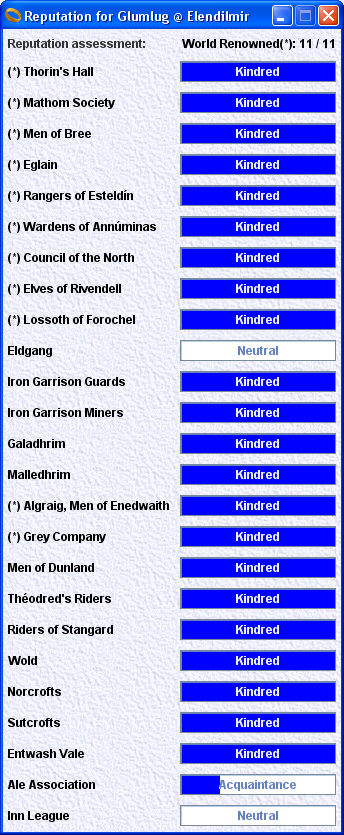 Reputation for Glumlug @ Elendilmir
Reputation assessment: World Renowned(*): 11 / 11
(*) Thorin's Hall Kindred
(*) Mathom Society Kindred
(*) Men of Bree Kindred
(*) Eglain Kindred
(*) Rangers of Esteldín Kindred
(*) Wardens of Annúminas Kindred
(*) Council of the North Kindred
(*) Elves of Rivendell Kindred
(*) Lossoth of Forochel Kindred
Eldgang Neutral
Iron Garrison Guards Kindred
Iron Garrison Miners Kindred
Galadhrim Kindred
Malledhrim Kindred
(*) Algraig, Men of Enedwaith Kindred
(*) Grey Company Kindred
Men of Dunland Kindred
Théodred's Riders Kindred
Riders of Stangard Kindred
Wold Kindred
Norcrofts Kindred
Sutcrofts Kindred
Entwash Vale Kindred
Ale Association Acquaintance
Inn League Neutral